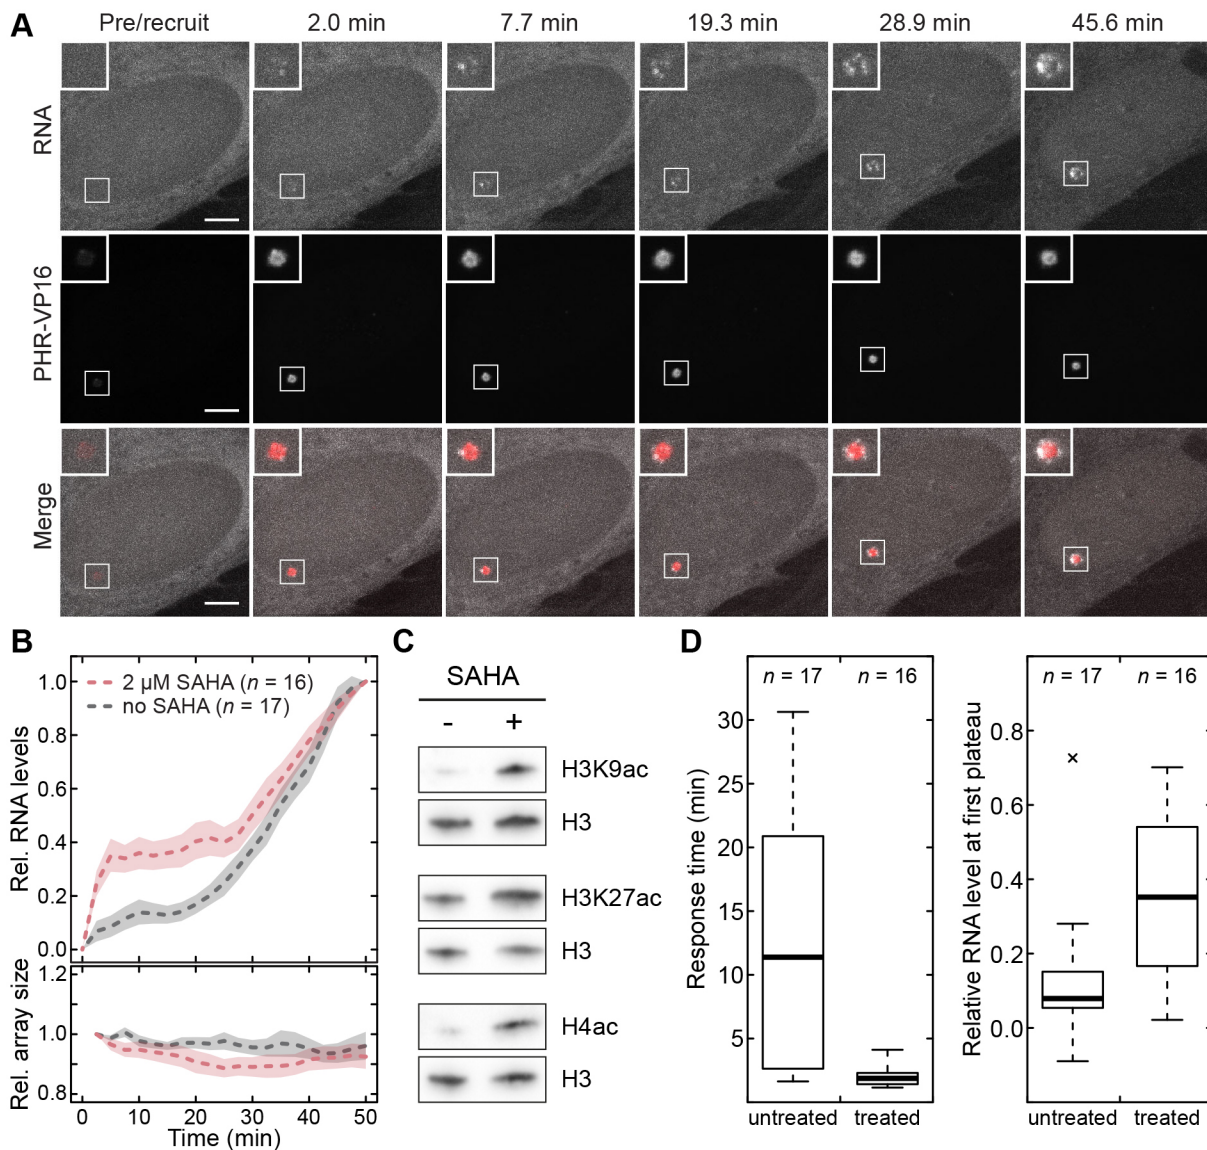 A
Pre/recruit 2.0 min 7.7 min 19.3 min 28.9 min 45.6 min
RNA
PHR-VP16
Merge
B
Rel. RNA levels
1.0
0.8
0.6
0.4
0.2
0.0
2 µM SAHA (n = 16)
no SAHA (n = 17)
Rel. array size
1.2
1.0
0.8
0 10 20 30 40 50
Time (min)
C
SAHA
- +
H3K9ac
H3
H3K27ac
H3
H4ac
H3
D
Response time (min)
30
25
20
15
10
5
n = 17 n = 16
untreated treated
Relative RNA level at first plateau
0.8
0.6
0.4
0.2
0.0
n = 17 n = 16
untreated treated